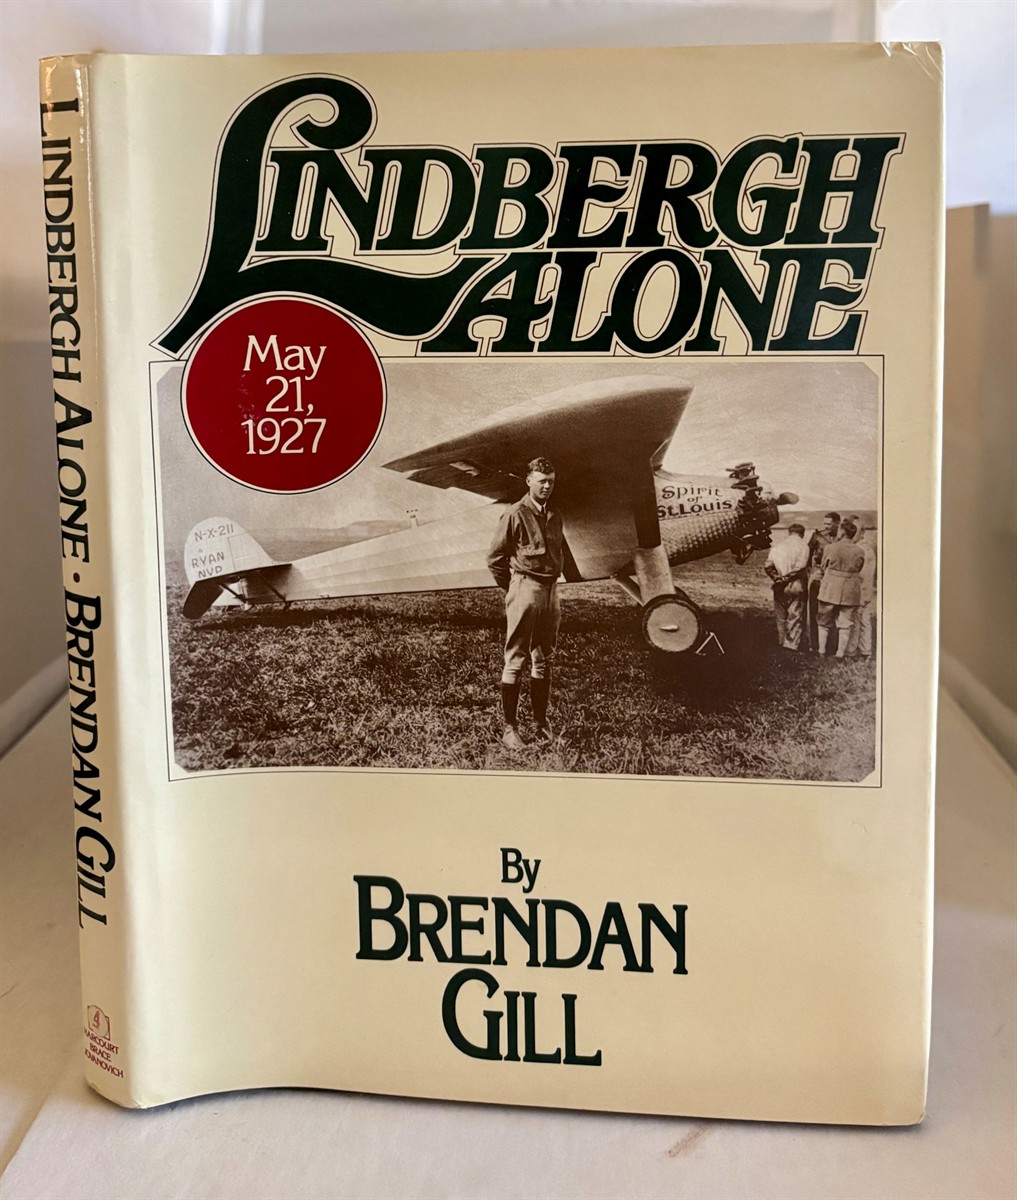 LINDBERGH
ALONE
May
21,
1927
N-X-211
RYAN
NYP
Spirit
of
St.Louis
By
BRENDAN
GILL
LINDBERGH ALONE · BRENDAN GILL
HARCOURT
BRACE
JOVANOVICH